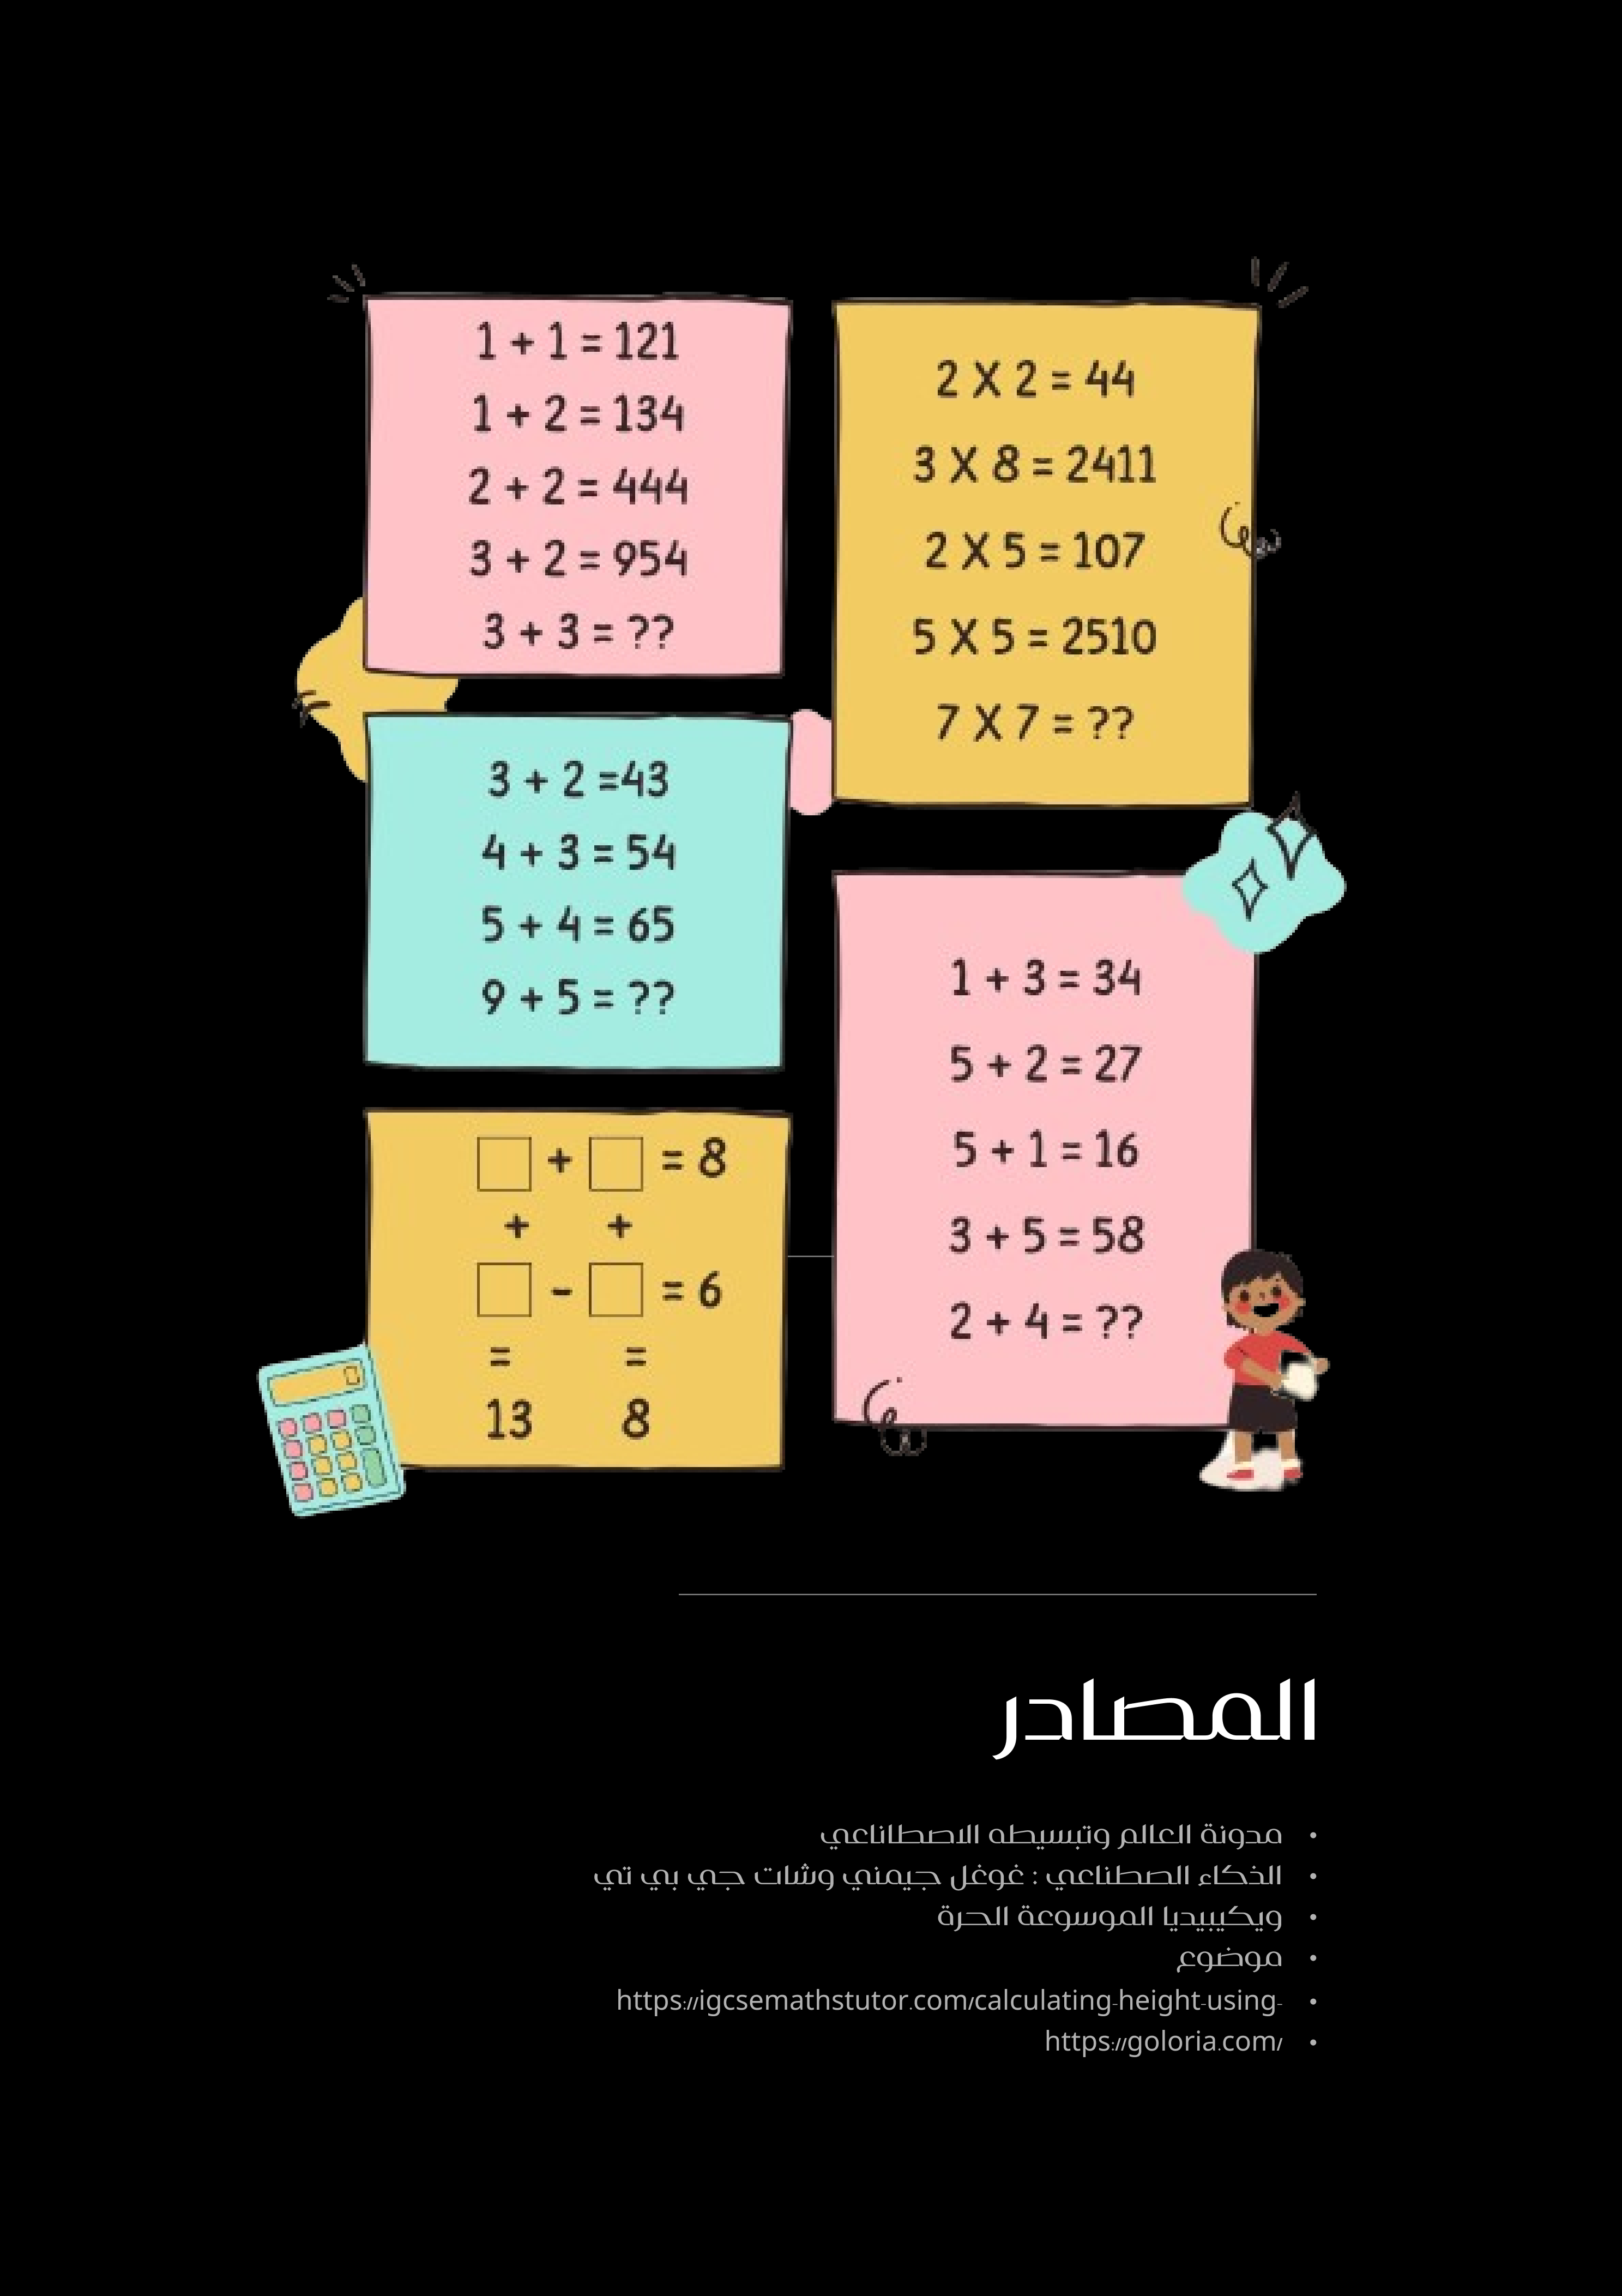 1 + 1 = 121
1 + 2 = 134
2 + 2 = 444
3 + 2 = 954
3 + 3 = ??
2 X 2 = 44
3 X 8 = 2411
2 X 5 = 107
5 X 5 = 2510
7 X 7 = ??
3 + 2 =43
4 + 3 = 54
5 + 4 = 65
9 + 5 = ??
1 + 3 = 34
5 + 2 = 27
5 + 1 = 16
3 + 5 = 58
2 + 4 = ??
□ + □ = 8
+ +
□ - □ = 6
= =
13 8
المصادر
• مدونة العالم وتبسيطه الاصطاناعي
• الذكاء الصطناعي : غوغل جيمني وشات جي بي تي
• ويكيبيديا الموسوعة الحرة
• موضوع
• https://igcsemathstutor.com/calculating-height-using-
• https://goloria.com/